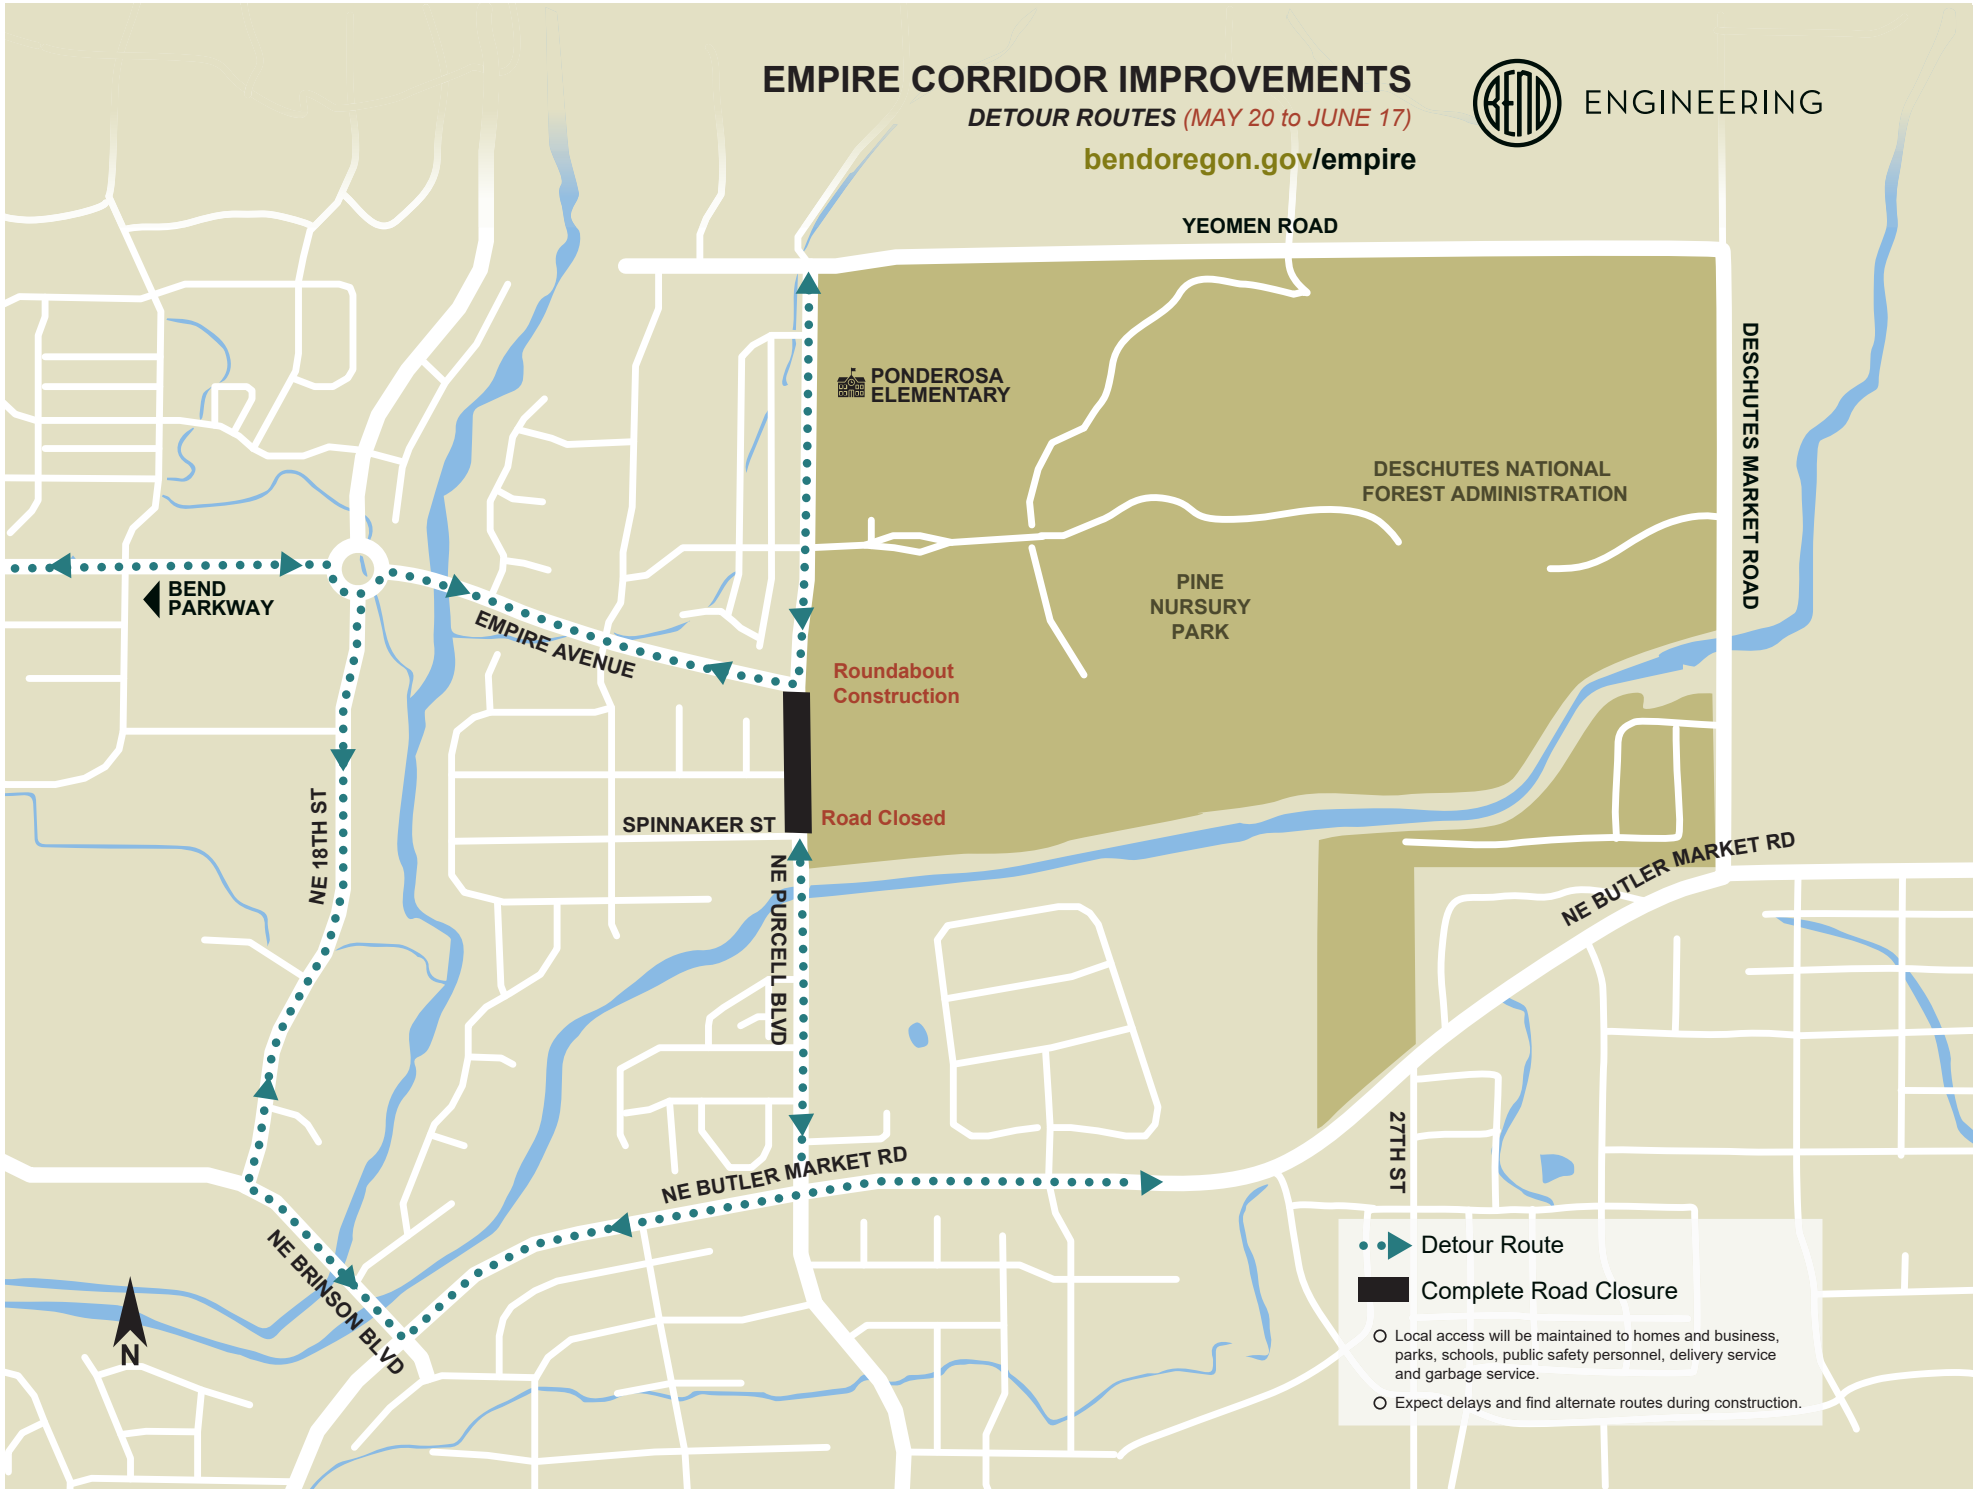 EMPIRE CORRIDOR IMPROVEMENTS
DETOUR ROUTES (MAY 20 to JUNE 17)
bendoregon.gov/empire
BEND
ENGINEERING
YEOMEN ROAD
DESCHUTES MARKET ROAD
PONDEROSA
ELEMENTARY
DESCHUTES NATIONAL
FOREST ADMINISTRATION
PINE
NURSURY
PARK
BEND
PARKWAY
EMPIRE AVENUE
Roundabout
Construction
Road Closed
SPINNAKER ST
NE 18TH ST
NE PURCELL BLVD
NE BUTLER MARKET RD
NE BUTLER MARKET RD
27TH ST
NE BRINSON BLVD
N
Detour Route
Complete Road Closure
Local access will be maintained to homes and business,
parks, schools, public safety personnel, delivery service
and garbage service.
Expect delays and find alternate routes during construction.